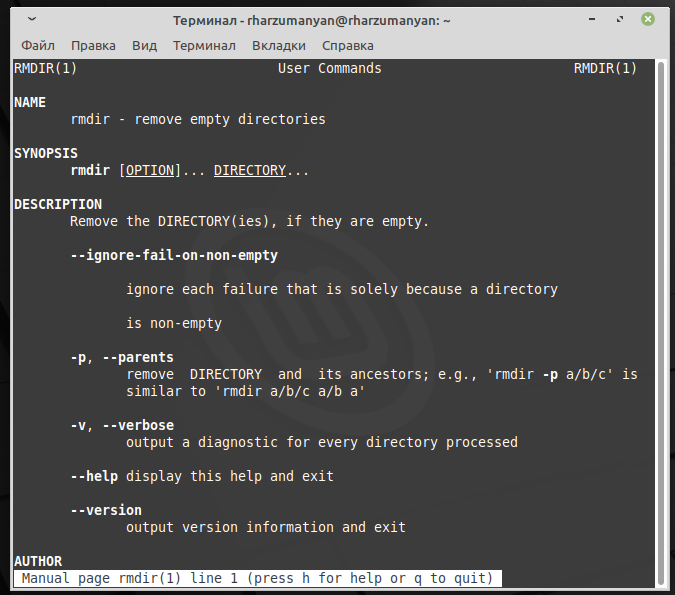 Терминал - rharzumanyan@rharzumanyan: ~
Файл Правка Вид Терминал Вкладки Справка
RMDIR(1) User Commands RMDIR(1)
NAME
rmdir - remove empty directories
SYNOPSIS
rmdir [OPTION]... DIRECTORY...
DESCRIPTION
Remove the DIRECTORY(ies), if they are empty.
--ignore-fail-on-non-empty
ignore each failure that is solely because a directory
is non-empty
-p, --parents
remove DIRECTORY and its ancestors; e.g., 'rmdir -p a/b/c' is
similar to 'rmdir a/b/c a/b a'
-v, --verbose
output a diagnostic for every directory processed
--help display this help and exit
--version
output version information and exit
AUTHOR
Manual page rmdir(1) line 1 (press h for help or q to quit)